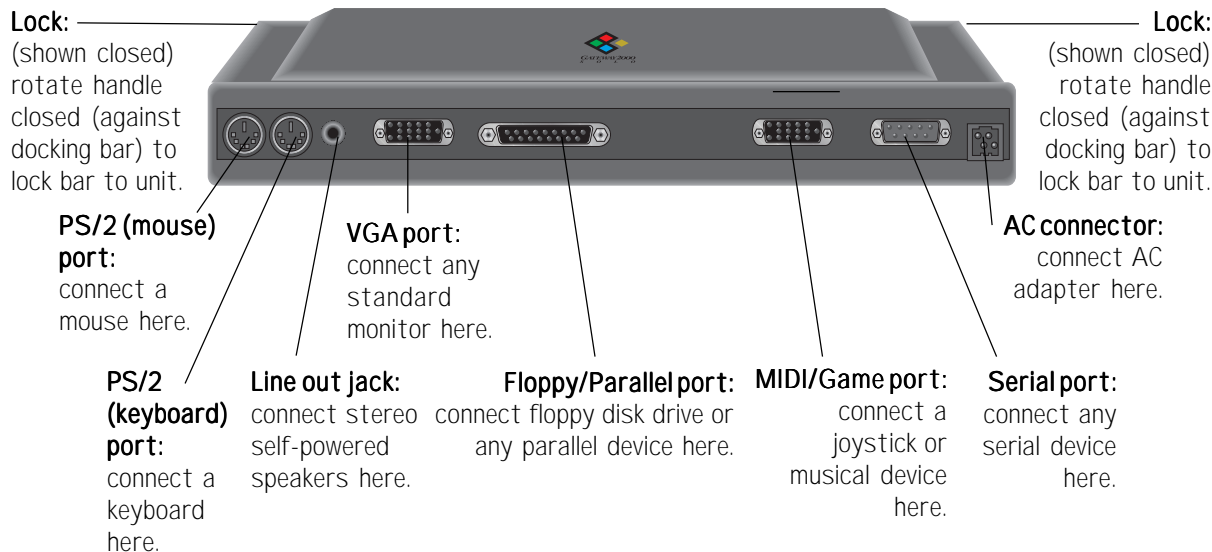 Lock:
(shown closed)
rotate handle
closed (against
docking bar) to
lock bar to unit.
GATEWAY2000
S O L O
Lock:
(shown closed)
rotate handle
closed (against
docking bar) to
lock bar to unit.
PS/2 (mouse)
port:
connect a
mouse here.
VGA port:
connect any
standard
monitor here.
AC connector:
connect AC
adapter here.
PS/2
(keyboard)
port:
connect a
keyboard
here.
Line out jack:
connect stereo
self-powered
speakers here.
Floppy/Parallel port:
connect floppy disk drive or
any parallel device here.
MIDI/Game port:
connect a
joystick or
musical device
here.
Serial port:
connect any
serial device
here.